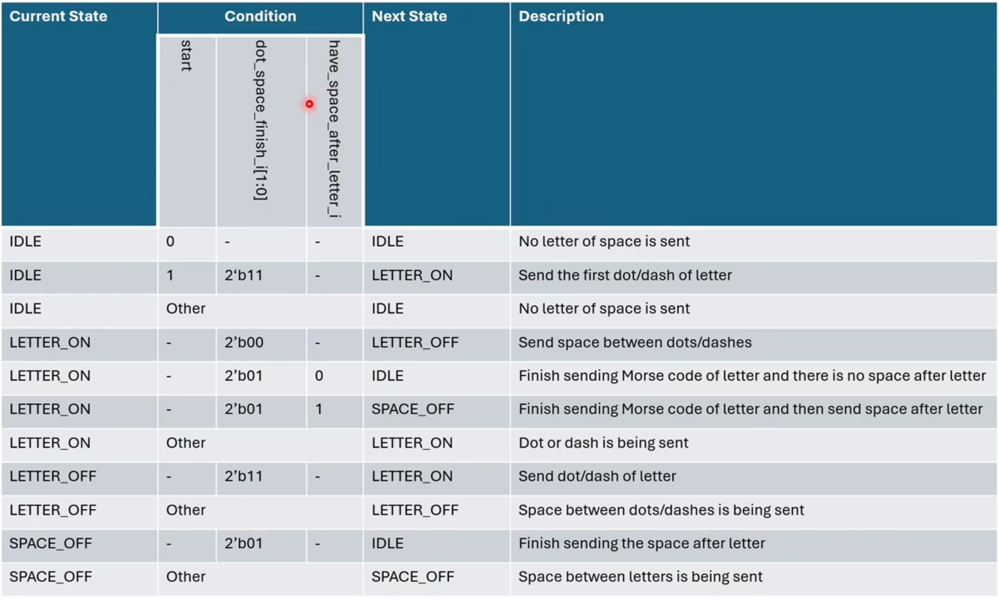 Current State Condition Next State Description
start dot_space_finish_i[1:0] have_space_after_letter_i
IDLE 0 - - IDLE No letter of space is sent
IDLE 1 2‘b11 - LETTER_ON Send the first dot/dash of letter
IDLE Other IDLE No letter of space is sent
LETTER_ON - 2’b00 - LETTER_OFF Send space between dots/dashes
LETTER_ON - 2’b01 0 IDLE Finish sending Morse code of letter and there is no space after letter
LETTER_ON - 2’b01 1 SPACE_OFF Finish sending Morse code of letter and then send space after letter
LETTER_ON Other LETTER_ON Dot or dash is being sent
LETTER_OFF - 2’b11 - LETTER_ON Send dot/dash of letter
LETTER_OFF Other LETTER_OFF Space between dots/dashes is being sent
SPACE_OFF - 2’b01 - IDLE Finish sending the space after letter
SPACE_OFF Other SPACE_OFF Space between letters is being sent